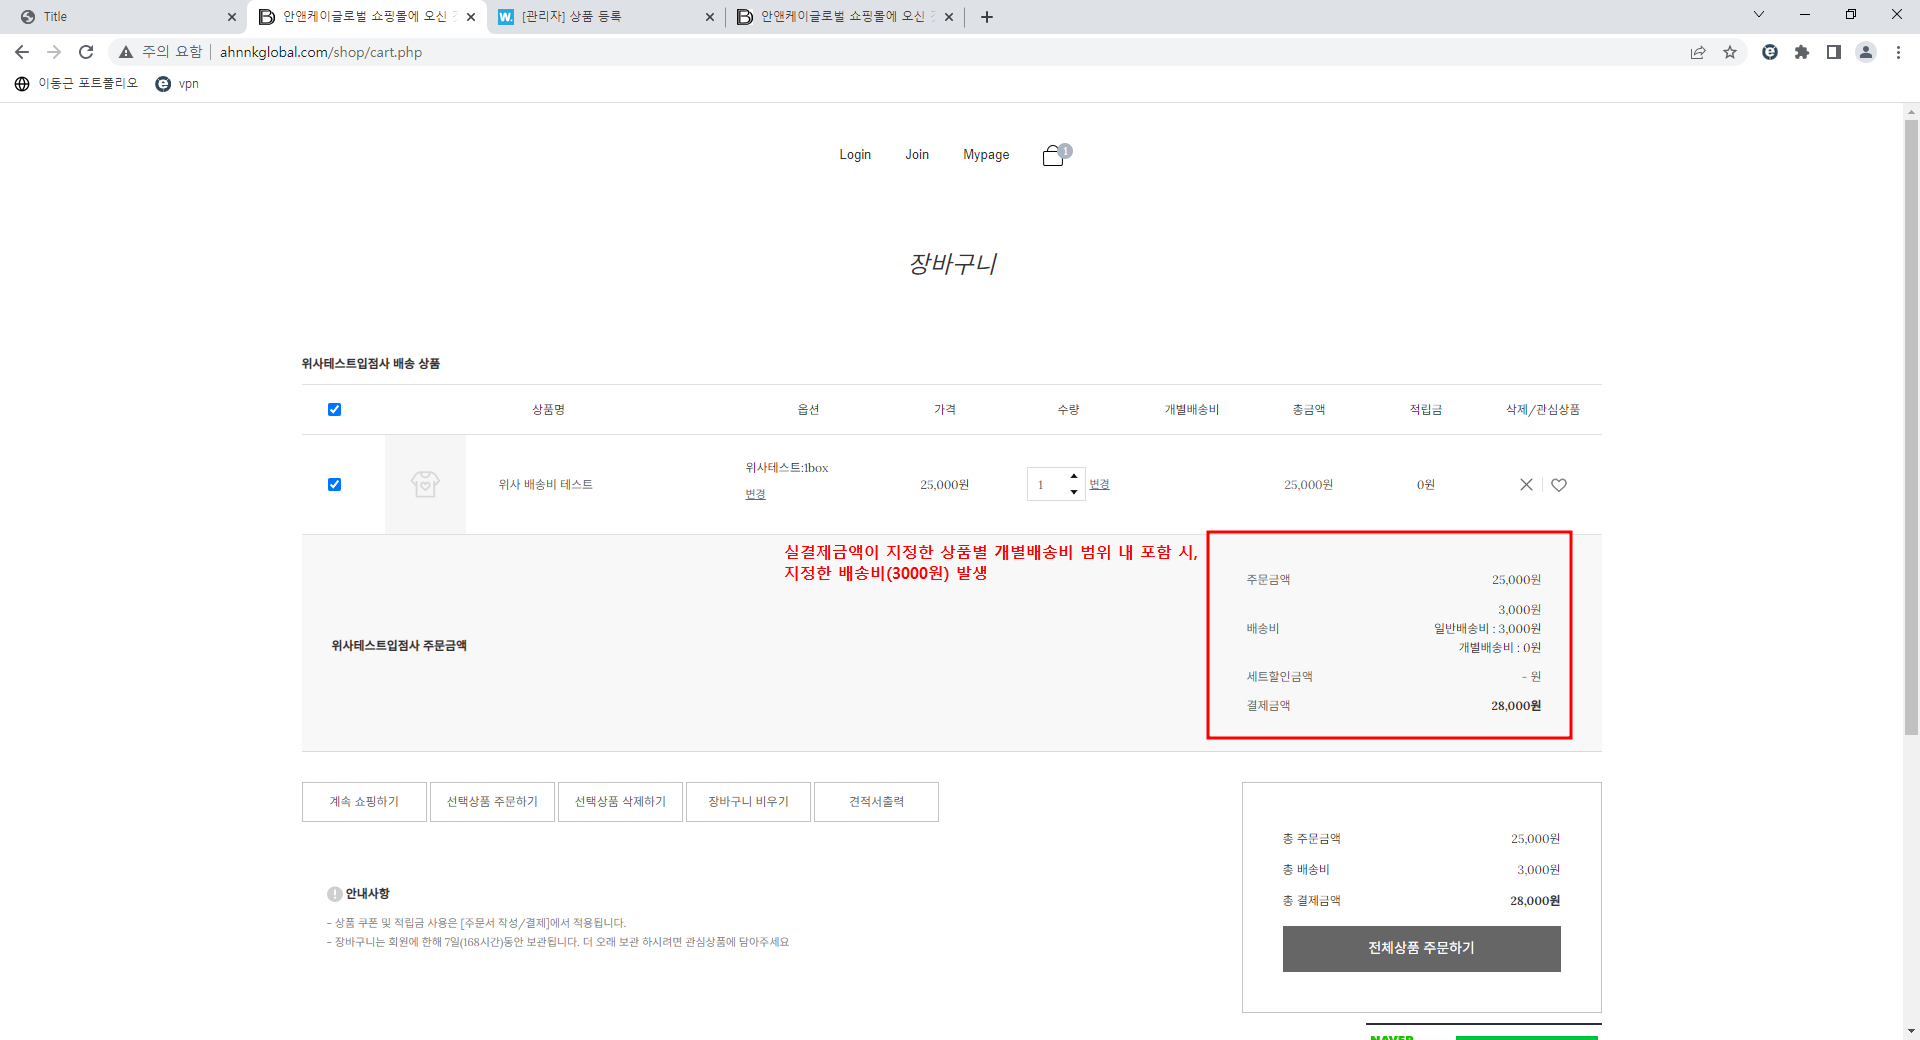 Title
안앤케이글로벌 쇼핑몰에 오신
[관리자] 상품 등록
안앤케이글로벌 쇼핑몰에 오신
주의 요함
ahnnkglobal.com/shop/cart.php
이동근 포트폴리오
vpn
Login
Join
Mypage
1
장바구니
위사테스트입점사 배송 상품
상품명
옵션
가격
수량
개별배송비
총금액
적립금
삭제/관심상품
위사 배송비 테스트
위사테스트:1box
변경
25,000원
1
변경
25,000원
0원
실결제금액이 지정한 상품별 개별배송비 범위 내 포함 시,
지정한 배송비(3000원) 발생
위사테스트입점사 주문금액
주문금액
25,000원
배송비
3,000원
일반배송비 : 3,000원
개별배송비 : 0원
세트할인금액
- 원
결제금액
28,000원
계속 쇼핑하기
선택상품 주문하기
선택상품 삭제하기
장바구니 비우기
견적서출력
안내사항
- 상품 쿠폰 및 적립금 사용은 [주문서 작성/결제]에서 적용됩니다.
- 장바구니는 회원에 한해 7일(168시간)동안 보관됩니다. 더 오래 보관 하시려면 관심상품에 담아주세요
총 주문금액
25,000원
총 배송비
3,000원
총 결제금액
28,000원
전체상품 주문하기
NAVER